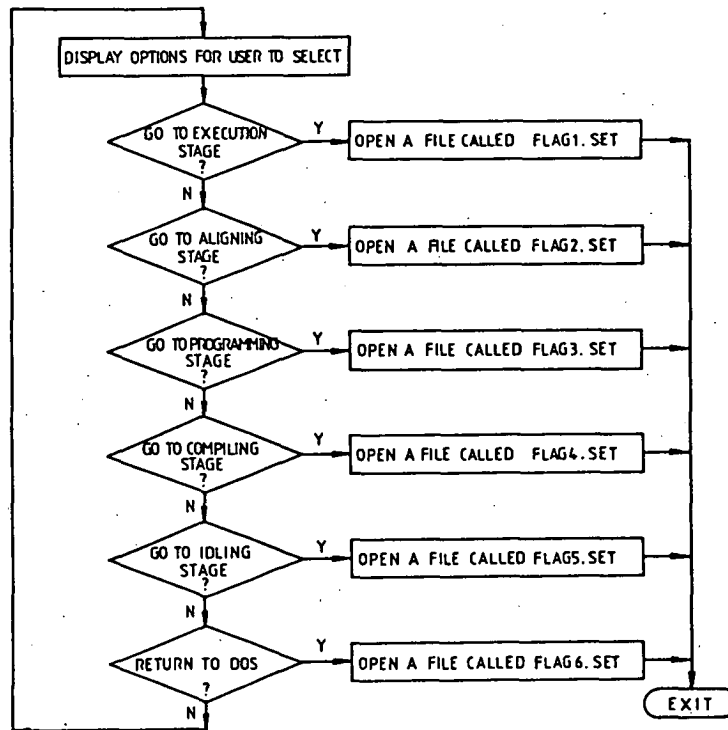 DISPLAY OPTIONS FOR USER TO SELECT
GO TO EXECUTION
STAGE
?
Y
OPEN A FILE CALLED FLAG1.SET
N
GO TO ALIGNING
STAGE
?
Y
OPEN A FILE CALLED FLAG2.SET
N
GO TO PROGRAMMING
STAGE
?
Y
OPEN A FILE CALLED FLAG3.SET
N
GO TO COMPILING
STAGE
?
Y
OPEN A FILE CALLED FLAG4.SET
N
GO TO IDLING
STAGE
?
Y
OPEN A FILE CALLED FLAG5.SET
N
RETURN TO DOS
?
Y
OPEN A FILE CALLED FLAG6.SET
N
EXIT